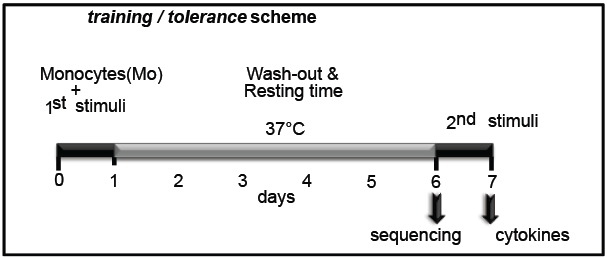 training / tolerance scheme
Monocytes(Mo)
+
1st stimuli
Wash-out &
Resting time
37°C
2nd stimuli
0 1 2 3 4 5 6 7
days
sequencing cytokines